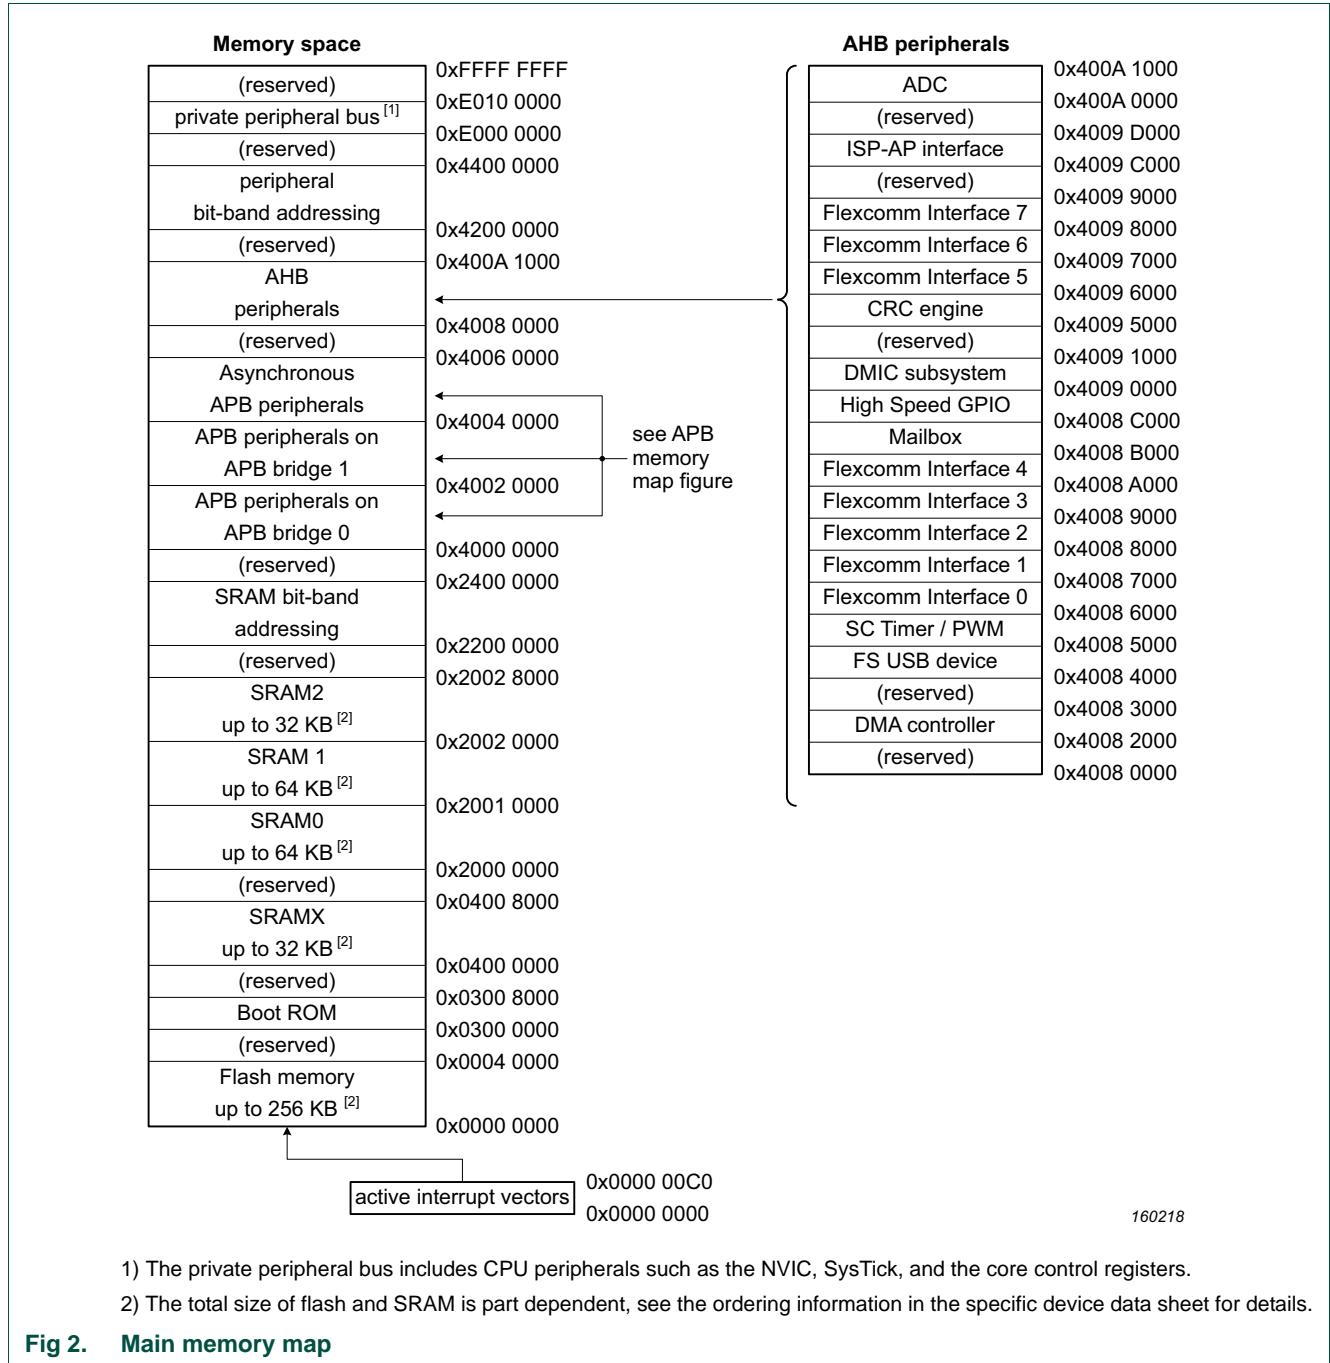 Memory space
0xFFFF FFFF
(reserved)
0xE010 0000
private peripheral bus [1]
0xE000 0000
(reserved)
0x4400 0000
peripheral
bit-band addressing
0x4200 0000
(reserved)
0x400A 1000
AHB
peripherals
0x4008 0000
(reserved)
0x4006 0000
Asynchronous
APB peripherals
0x4004 0000
APB peripherals on
APB bridge 1
0x4002 0000
APB peripherals on
APB bridge 0
0x4000 0000
(reserved)
0x2400 0000
SRAM bit-band
addressing
0x2200 0000
(reserved)
0x2002 8000
SRAM2
up to 32 KB [2]
0x2002 0000
SRAM 1
up to 64 KB [2]
0x2001 0000
SRAM0
up to 64 KB [2]
0x2000 0000
(reserved)
0x0400 8000
SRAMX
up to 32 KB [2]
0x0400 0000
(reserved)
0x0300 8000
Boot ROM
0x0300 0000
(reserved)
0x0004 0000
Flash memory
up to 256 KB [2]
0x0000 0000
active interrupt vectors
0x0000 00C0
0x0000 0000
see APB
memory
map figure
AHB peripherals
0x400A 1000
ADC
0x400A 0000
(reserved)
0x4009 D000
ISP-AP interface
0x4009 C000
(reserved)
0x4009 9000
Flexcomm Interface 7
0x4009 8000
Flexcomm Interface 6
0x4009 7000
Flexcomm Interface 5
0x4009 6000
CRC engine
0x4009 5000
(reserved)
0x4009 1000
DMIC subsystem
0x4009 0000
High Speed GPIO
0x4008 C000
Mailbox
0x4008 B000
Flexcomm Interface 4
0x4008 A000
Flexcomm Interface 3
0x4008 9000
Flexcomm Interface 2
0x4008 8000
Flexcomm Interface 1
0x4008 7000
Flexcomm Interface 0
0x4008 6000
SC Timer / PWM
0x4008 5000
FS USB device
0x4008 4000
(reserved)
0x4008 3000
DMA controller
0x4008 2000
(reserved)
0x4008 0000
160218
1) The private peripheral bus includes CPU peripherals such as the NVIC, SysTick, and the core control registers.
2) The total size of flash and SRAM is part dependent, see the ordering information in the specific device data sheet for details.
Fig 2. Main memory map